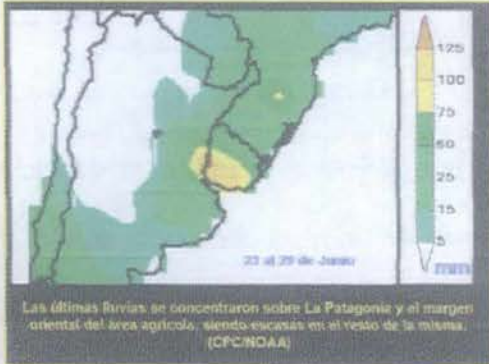 125
100
75
50
25
15
5
mm
23 al 29 de Junio
Las últimas lluvias se concentraron sobre La Patagonia y el margen
oriental del área agrícola, siendo escasas en el resto de la misma.
(CPC/NOAA)